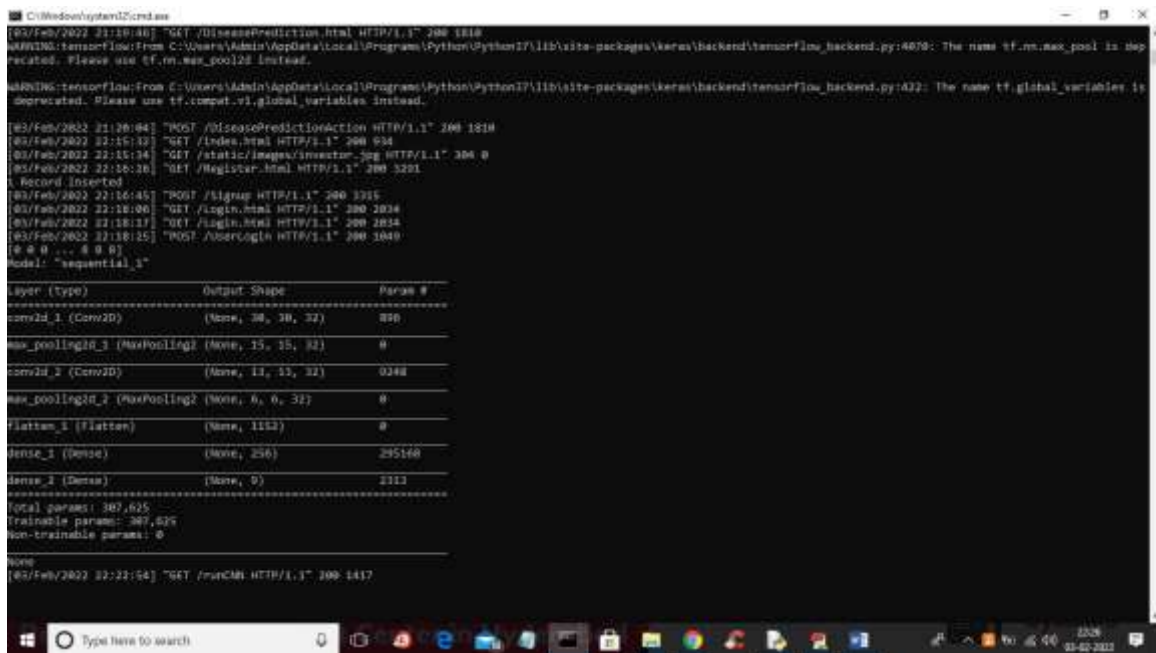 C:\Windows\system32\cmd.exe
[03/Feb/2022 21:19:46] "GET /DiseasePrediction.html HTTP/1.1" 200 1810
WARNING:tensorflow:From C:\Users\Admin\AppData\Local\Programs\Python\Python37\lib\site-packages\keras\backend\tensorflow_backend.py:4070: The name tf.nn.max_pool is dep
recated. Please use tf.nn.max_pool2d instead.
WARNING:tensorflow:From C:\Users\Admin\AppData\Local\Programs\Python\Python37\lib\site-packages\keras\backend\tensorflow_backend.py:422: The name tf.global_variables is
deprecated. Please use tf.compat.v1.global_variables instead.
[03/Feb/2022 21:20:04] "POST /DiseasePredictionAction HTTP/1.1" 200 1810
[03/Feb/2022 22:15:32] "GET /index.html HTTP/1.1" 200 934
[03/Feb/2022 22:15:34] "GET /static/images/investor.jpg HTTP/1.1" 304 0
[03/Feb/2022 22:16:26] "GET /Register.html HTTP/1.1" 200 3291
1 Record Inserted
[03/Feb/2022 22:16:45] "POST /Signup HTTP/1.1" 200 3315
[03/Feb/2022 22:18:06] "GET /Login.html HTTP/1.1" 200 2034
[03/Feb/2022 22:18:17] "GET /Login.html HTTP/1.1" 200 2034
[03/Feb/2022 22:18:25] "POST /UserLogin HTTP/1.1" 200 1049
[0 0 0 ... 8 8 8]
Model: "sequential_1"
Layer (type) Output Shape Param #
conv2d_1 (Conv2D) (None, 30, 30, 32) 896
max_pooling2d_1 (MaxPooling2 (None, 15, 15, 32) 0
conv2d_2 (Conv2D) (None, 13, 13, 32) 9248
max_pooling2d_2 (MaxPooling2 (None, 6, 6, 32) 0
flatten_1 (Flatten) (None, 1152) 0
dense_1 (Dense) (None, 256) 295168
dense_2 (Dense) (None, 9) 2313
Total params: 307,625
Trainable params: 307,625
Non-trainable params: 0
None
[03/Feb/2022 22:22:54] "GET /runCNN HTTP/1.1" 200 1417
Type here to search
03-02-2022